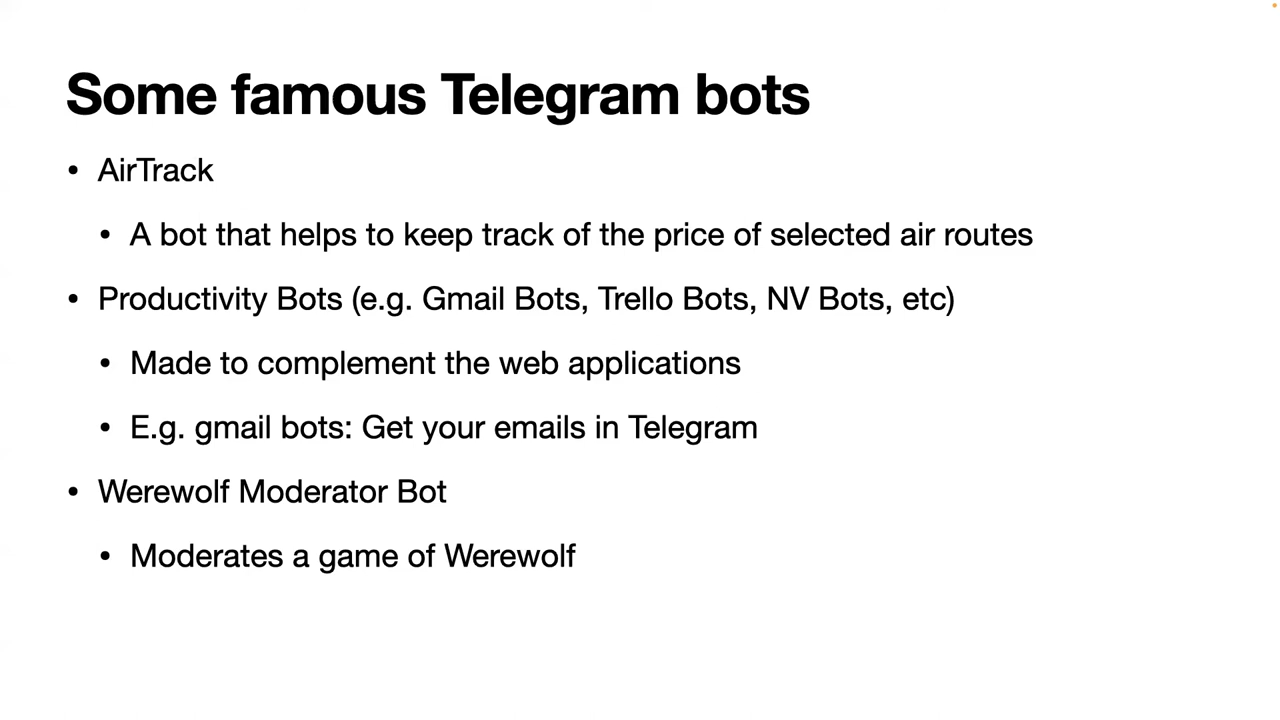 Some famous Telegram bots
• AirTrack
• A bot that helps to keep track of the price of selected air routes
• Productivity Bots (e.g. Gmail Bots, Trello Bots, NV Bots, etc)
• Made to complement the web applications
• E.g. gmail bots: Get your emails in Telegram
• Werewolf Moderator Bot
• Moderates a game of Werewolf